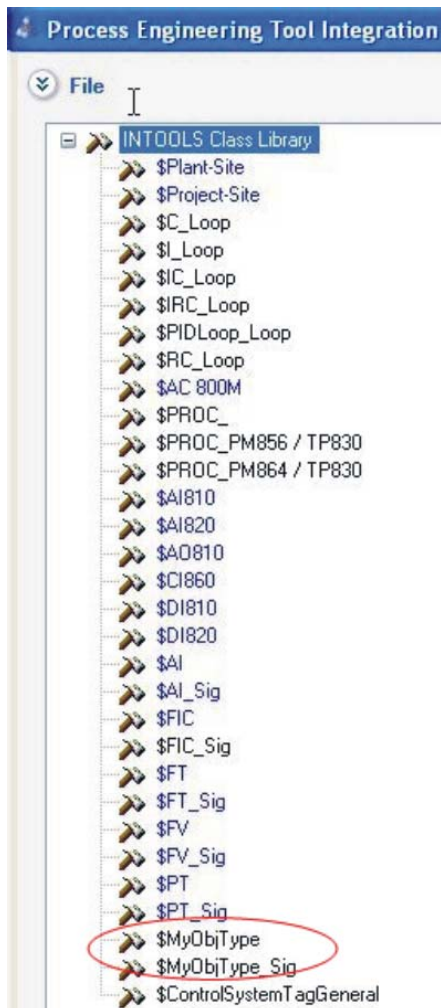 Process Engineering Tool Integration
File
INTOOLS Class Library
$Plant-Site
$Project-Site
$C_Loop
$I_Loop
$IC_Loop
$IRC_Loop
$PIDLoop_Loop
$RC_Loop
$AC 800M
$PROC_
$PROC_PM856 / TP830
$PROC_PM864 / TP830
$AI810
$AI820
$AO810
$CI860
$DI810
$DI820
$AI
$AI_Sig
$FIC
$FIC_Sig
$FT
$FT_Sig
$FV
$FV_Sig
$PT
$PT_Sig
$MyObjType
$MyObjType_Sig
$ControlSystemTagGeneral